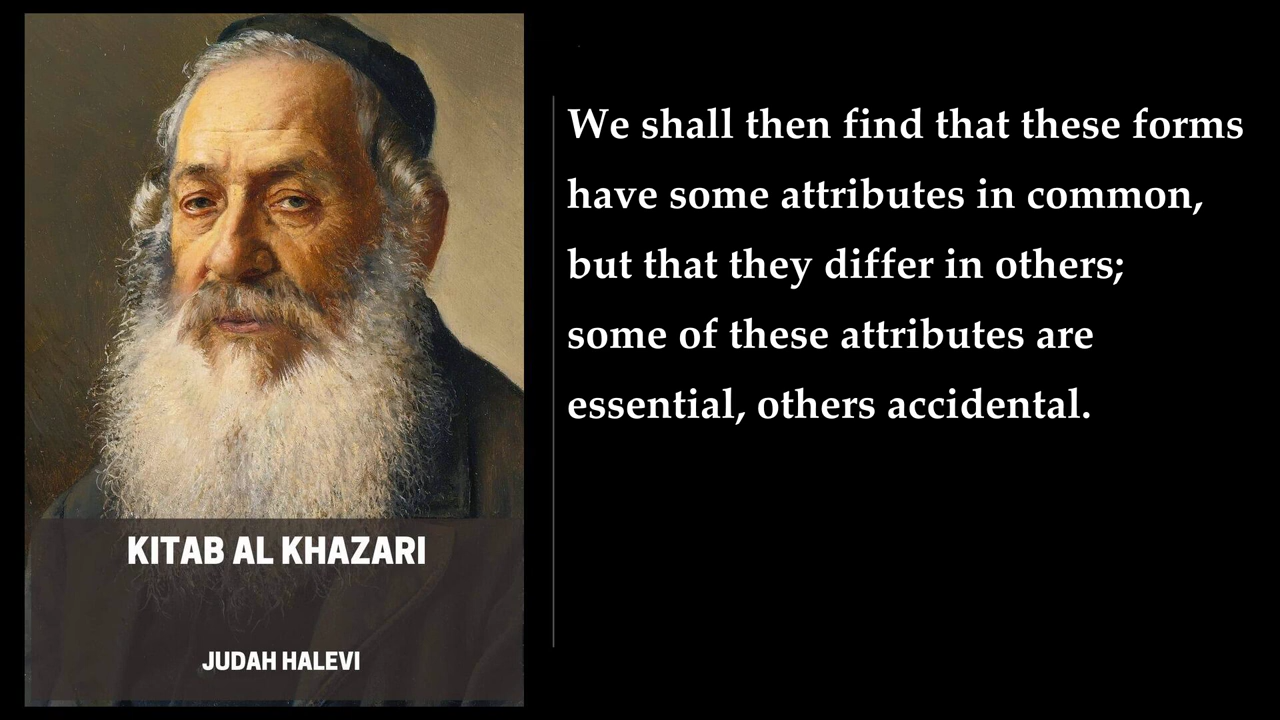 KITAB AL KHAZARI
JUDAH HALEVI
We shall then find that these forms
have some attributes in common,
but that they differ in others;
some of these attributes are
essential, others accidental.